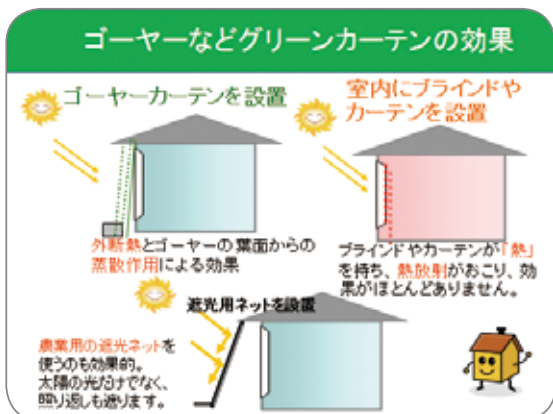 ゴーヤーなどグリーンカーテンの効果
ゴーヤーカーテンを設置
外断熱とゴーヤーの葉面からの
蒸散作用による効果
室内にブラインドや
カーテンを設置
ブラインドやカーテンが「熱」
を持ち、熱放射がおこり、効
果がほとんどありません。
遮光用ネットを設置
農業用の遮光ネットを
使うのも効果的。
太陽の光だけでなく、
照り返しも遮ります。